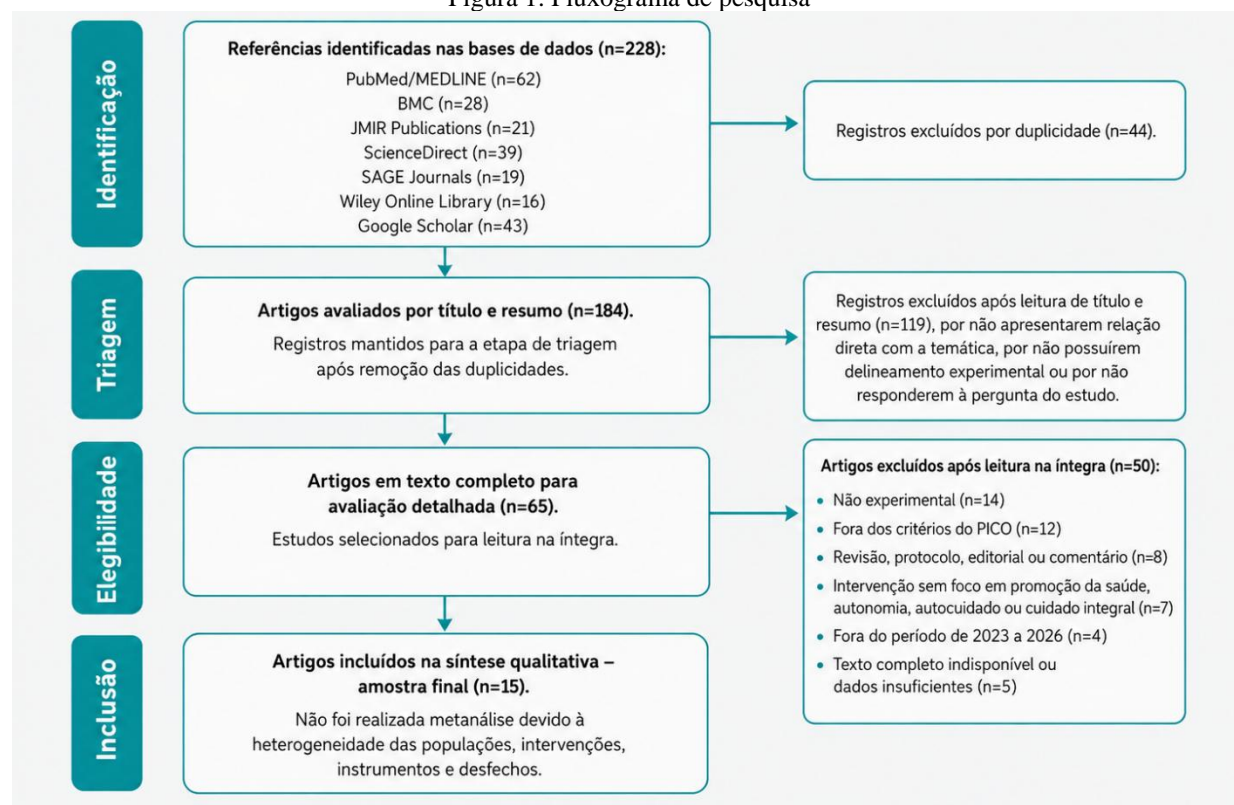 Figura 1: Fluxograma de pesquisa
Identificação
Referências identificadas nas bases de dados (n=228):
PubMed/MEDLINE (n=62)
BMC (n=28)
JMIR Publications (n=21)
ScienceDirect (n=39)
SAGE Journals (n=19)
Wiley Online Library (n=16)
Google Scholar (n=43)
Registros excluídos por duplicidade (n=44).
Triagem
Artigos avaliados por título e resumo (n=184).
Registros mantidos para a etapa de triagem
após remoção das duplicidades.
Registros excluídos após leitura de título e
resumo (n=119), por não apresentarem relação
direta com a temática, por não possuírem
delineamento experimental ou por não
responderem à pergunta do estudo.
Elegibilidade
Artigos em texto completo para
avaliação detalhada (n=65).
Estudos selecionados para leitura na íntegra.
Artigos excluídos após leitura na íntegra (n=50):
• Não experimental (n=14)
• Fora dos critérios do PICO (n=12)
• Revisão, protocolo, editorial ou comentário (n=8)
• Intervenção sem foco em promoção da saúde,
autonomia, autocuidado ou cuidado integral (n=7)
• Fora do período de 2023 a 2026 (n=4)
• Texto completo indisponível ou
dados insuficientes (n=5)
Inclusão
Artigos incluídos na síntese qualitativa –
amostra final (n=15).
Não foi realizada metanálise devido à
heterogeneidade das populações, intervenções,
instrumentos e desfechos.